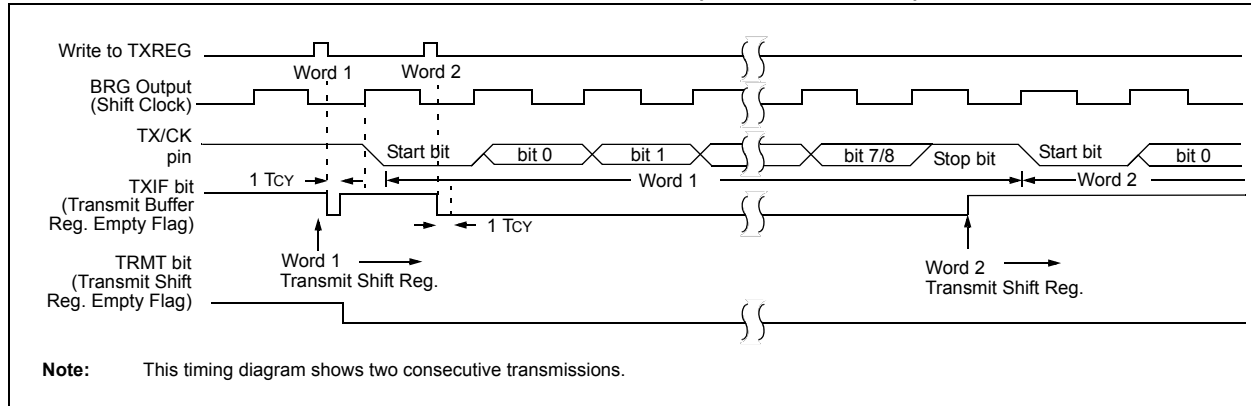 Write to TXREG
Word 1 Word 2
BRG Output
(Shift Clock)
TX/CK
pin
Start bit bit 0 bit 1 bit 7/8 Stop bit Start bit bit 0
Word 1 Word 2
1 TCY
TXIF bit
(Transmit Buffer
Reg. Empty Flag)
1 TCY
Word 1
Transmit Shift Reg.
Word 2
Transmit Shift Reg.
TRMT bit
(Transmit Shift
Reg. Empty Flag)
Note: This timing diagram shows two consecutive transmissions.